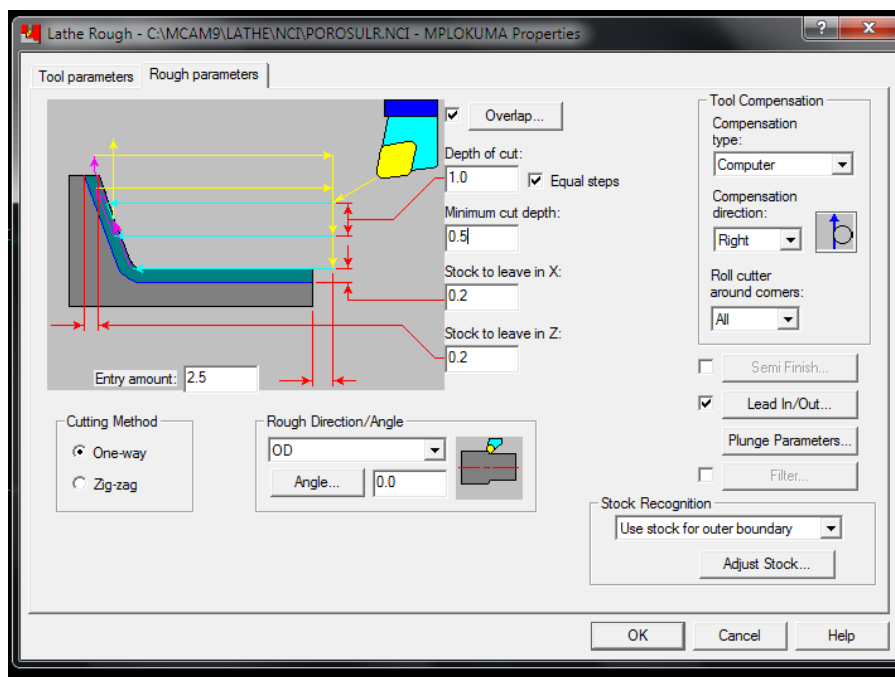 Lathe Rough - C:\MCAM9\LATHE\NCI\POROSULR.NCI - MPLOKUMA Properties
Tool parameters
Rough parameters
Overlap...
Depth of cut:
1.0
Equal steps
Minimum cut depth:
0.5
Stock to leave in X:
0.2
Stock to leave in Z:
0.2
Entry amount:
2.5
Tool Compensation
Compensation
type:
Computer
Compensation
direction:
Right
Roll cutter
around corners:
All
Semi Finish...
Lead In/Out...
Plunge Parameters...
Filter...
Cutting Method
One-way
Zig-zag
Rough Direction/Angle
OD
Angle...
0.0
Stock Recognition
Use stock for outer boundary
Adjust Stock...
OK
Cancel
Help